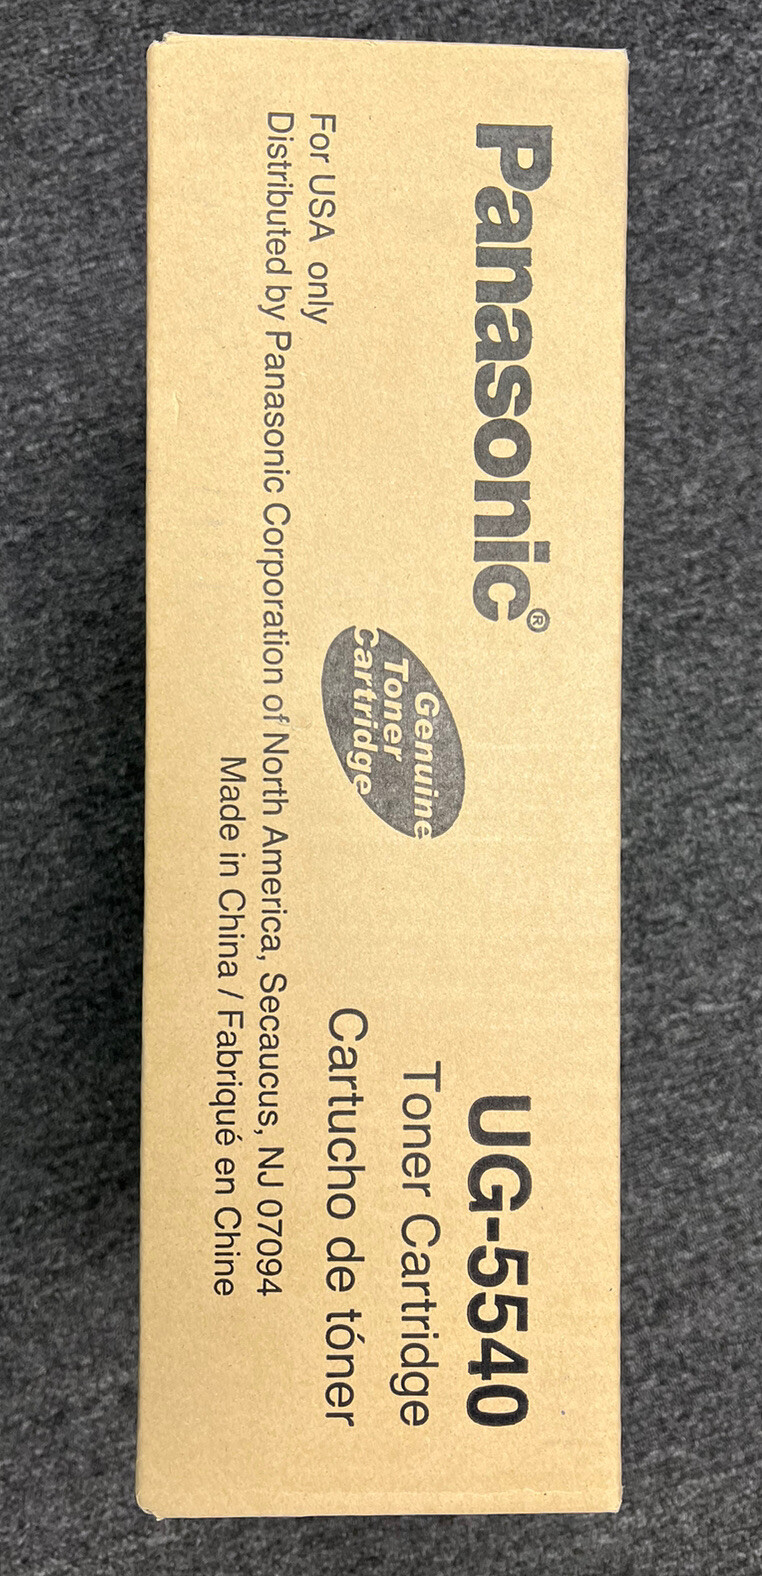 Panasonic®
UG-5540
Toner Cartridge
Cartucho de tóner
Genuine
Toner
Cartridge
For USA only
Distributed by Panasonic Corporation of North America, Secaucus, NJ 07094
Made in China / Fabriqué en Chine